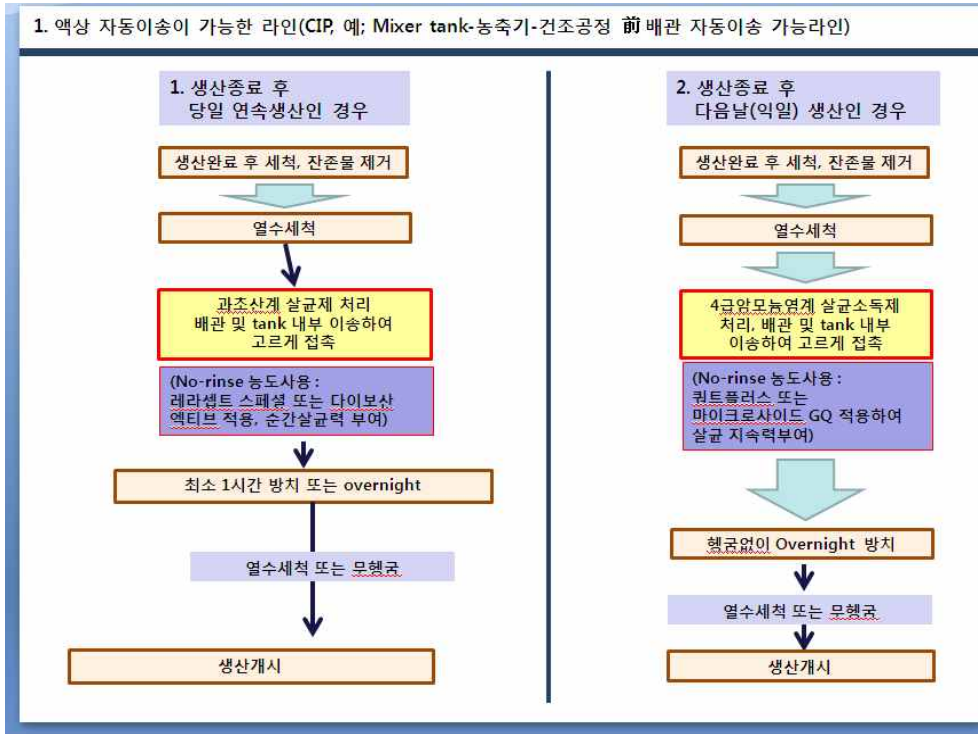 1. 액상 자동이송이 가능한 라인(CIP, 예; Mixer tank-농축기-건조공정 前 배관 자동이송 가능라인)
1. 생산종료 후
당일 연속생산인 경우
생산완료 후 세척, 잔존물 제거
열수세척
과초산계 살균제 처리
배관 및 tank 내부 이송하여
고르게 접촉
(No-rinse 농도사용 :
레라셉트 스페셜 또는 다이보산
엑티브 적용, 순간살균력 부여)
최소 1시간 방치 또는 overnight
열수세척 또는 무헹굼
생산개시
2. 생산종료 후
다음날(익일) 생산인 경우
생산완료 후 세척, 잔존물 제거
열수세척
4급암모늄염계 살균소독제
처리, 배관 및 tank 내부
이송하여 고르게 접촉
(No-rinse 농도사용 :
쿼트플러스 또는
마이크로사이드 GQ 적용하여
살균 지속력부여)
헹굼없이 Overnight 방치
열수세척 또는 무헹굼
생산개시